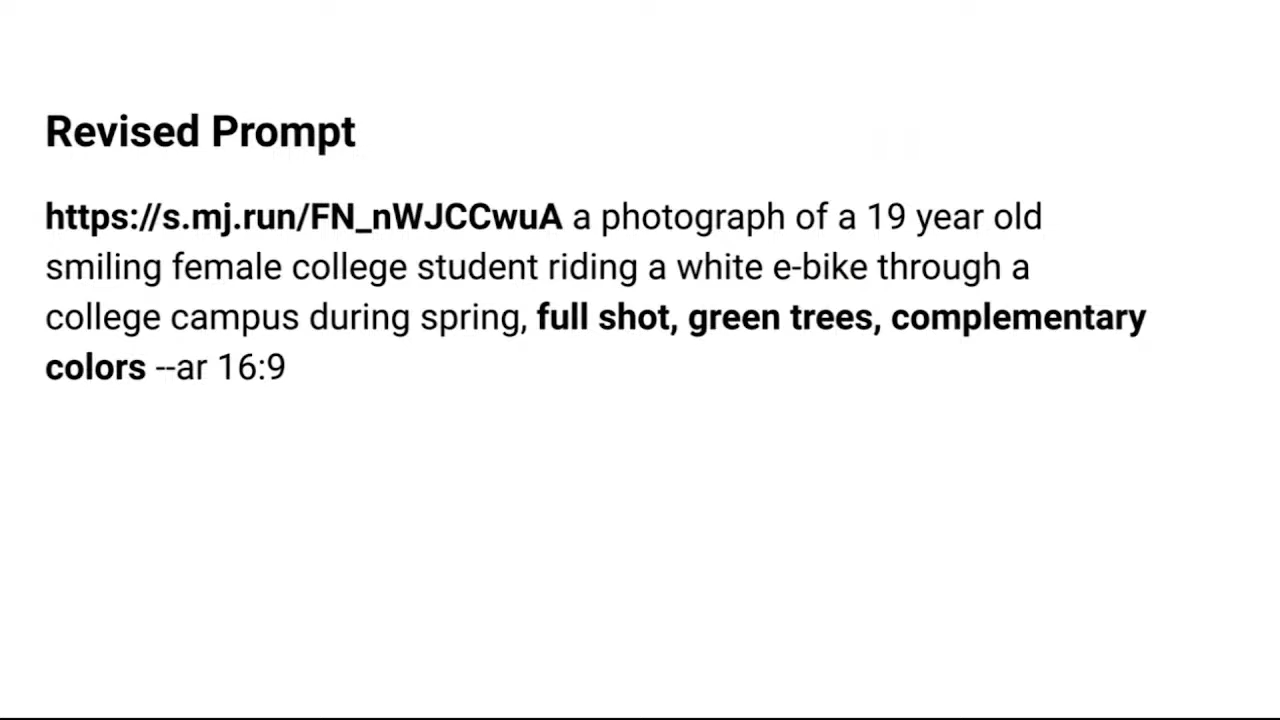 Revised Prompt
https://s.mj.run/FN_nWJCCwuA a photograph of a 19 year old
smiling female college student riding a white e-bike through a
college campus during spring, full shot, green trees, complementary
colors --ar 16:9